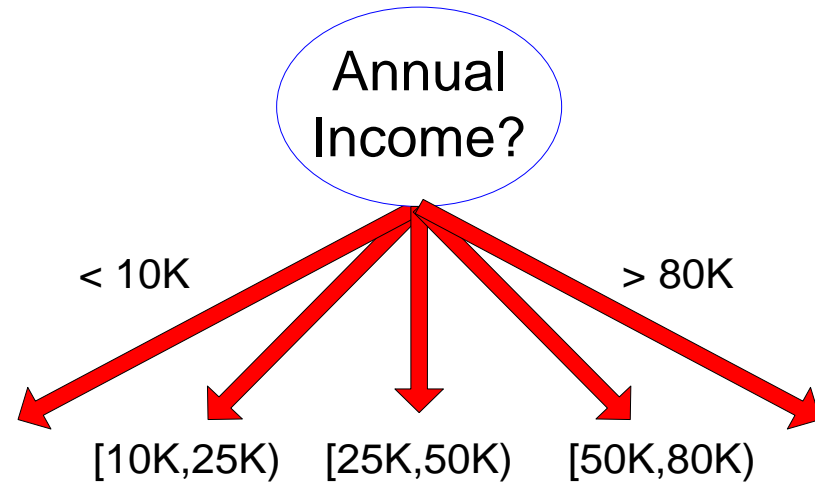 Annual
Income?
< 10K
> 80K
[10K,25K)
[25K,50K)
[50K,80K)